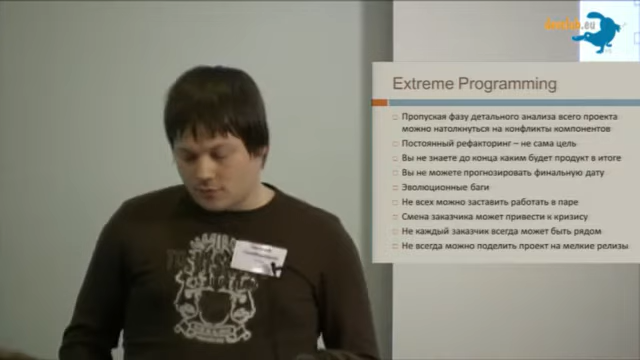 Extreme Programming
Пропуская фазу детального анализа всего проекта
можно натолкнуться на конфликты компонентов
Постоянный рефакторинг – не сама цель
Вы не знаете до конца каким будет продукт в итоге
Вы не можете прогнозировать финальную дату
Эволюционные баги
Не всех можно заставить работать в паре
Смена заказчика может привести к кризису
Не каждый заказчик всегда может быть рядом
Не всегда можно поделить проект на мелкие релизы